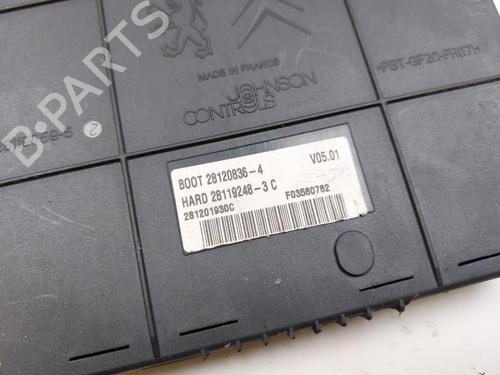 B-PARTS
MADE IN FRANCE
JOHNSON
CONTROLS
>PBT-GF20-FR(17)<
BOOT 28120836-4 V05.01
HARD 28119248-3 C
281201930C F03560762